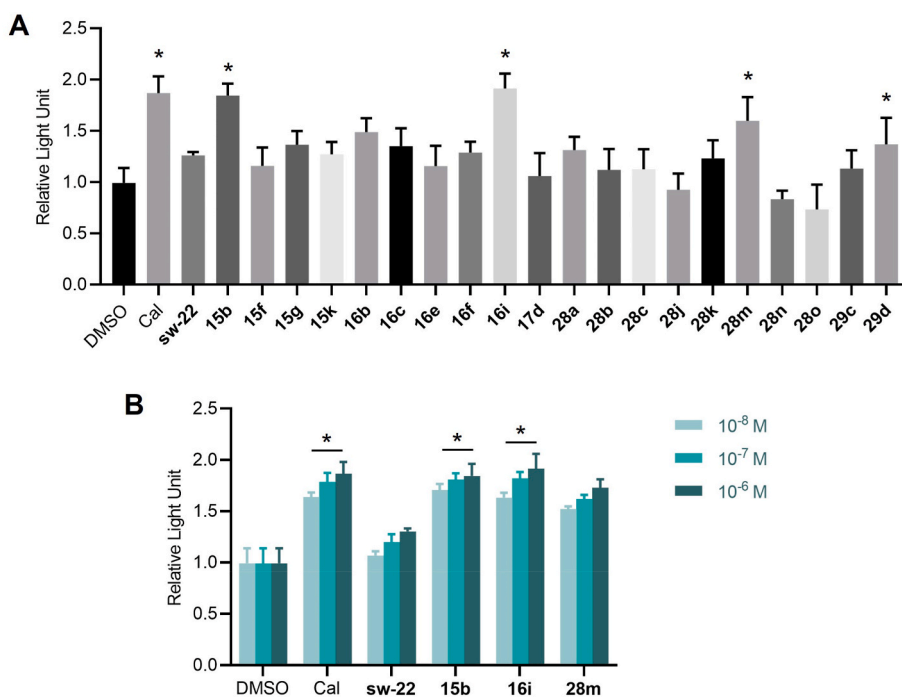 A
Relative Light Unit
2.5
2.0
1.5
1.0
0.5
0.0
* * * * *
DMSO Cal sw-22 15b 15f 15g 15k 16b 16c 16e 16f 16i 17d 28a 28b 28c 28j 28k 28m 28n 28o 29c 29d
B
Relative Light Unit
2.5
2.0
1.5
1.0
0.5
0.0
* * *
DMSO Cal sw-22 15b 16i 28m
10⁻⁸ M
10⁻⁷ M
10⁻⁶ M